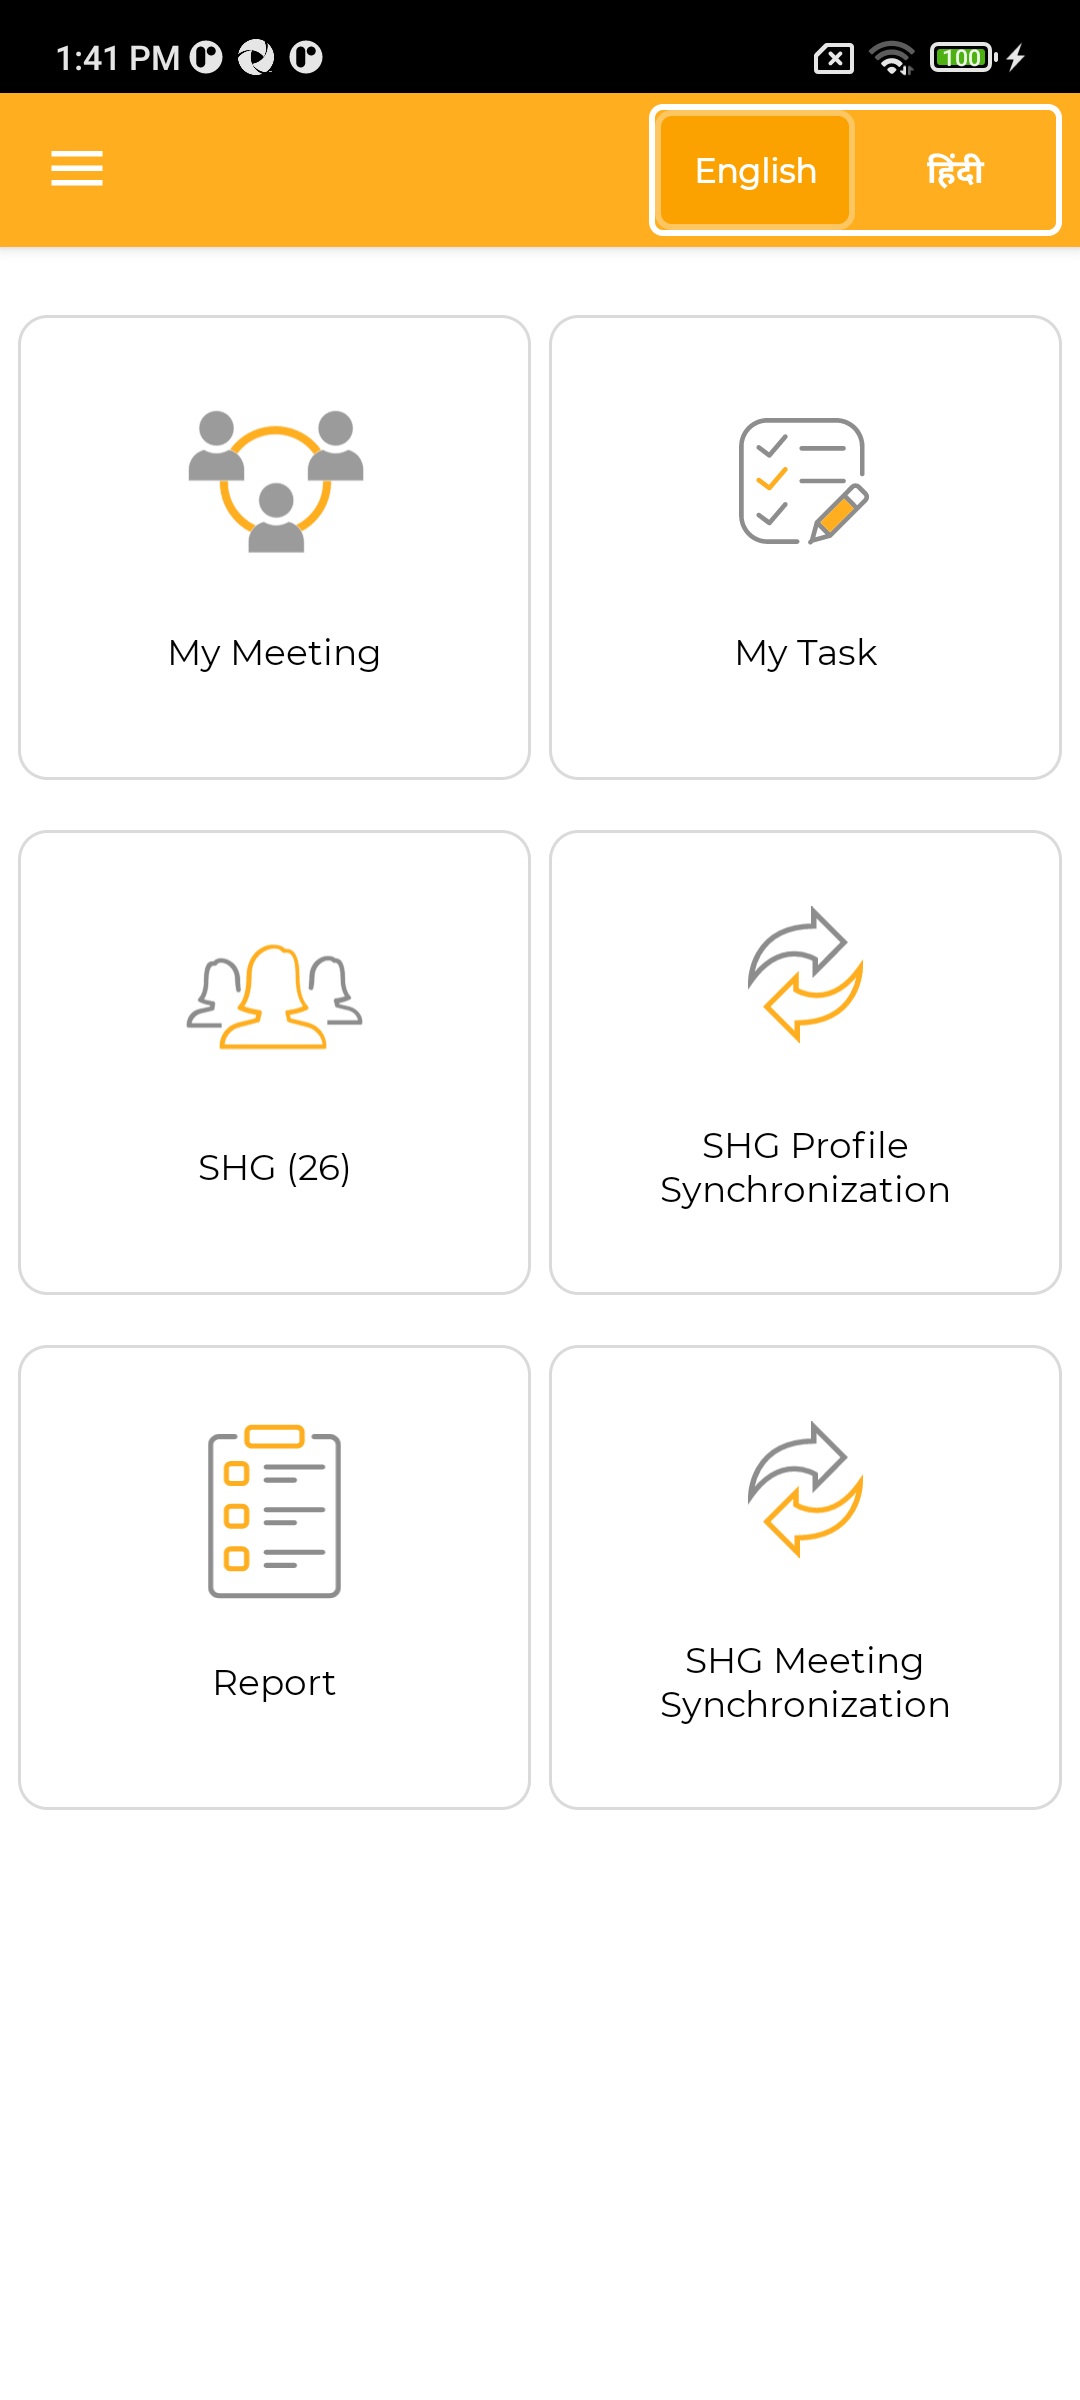 1:41 PM
100
English
हिंदी
My Meeting
My Task
SHG (26)
SHG Profile
Synchronization
Report
SHG Meeting
Synchronization